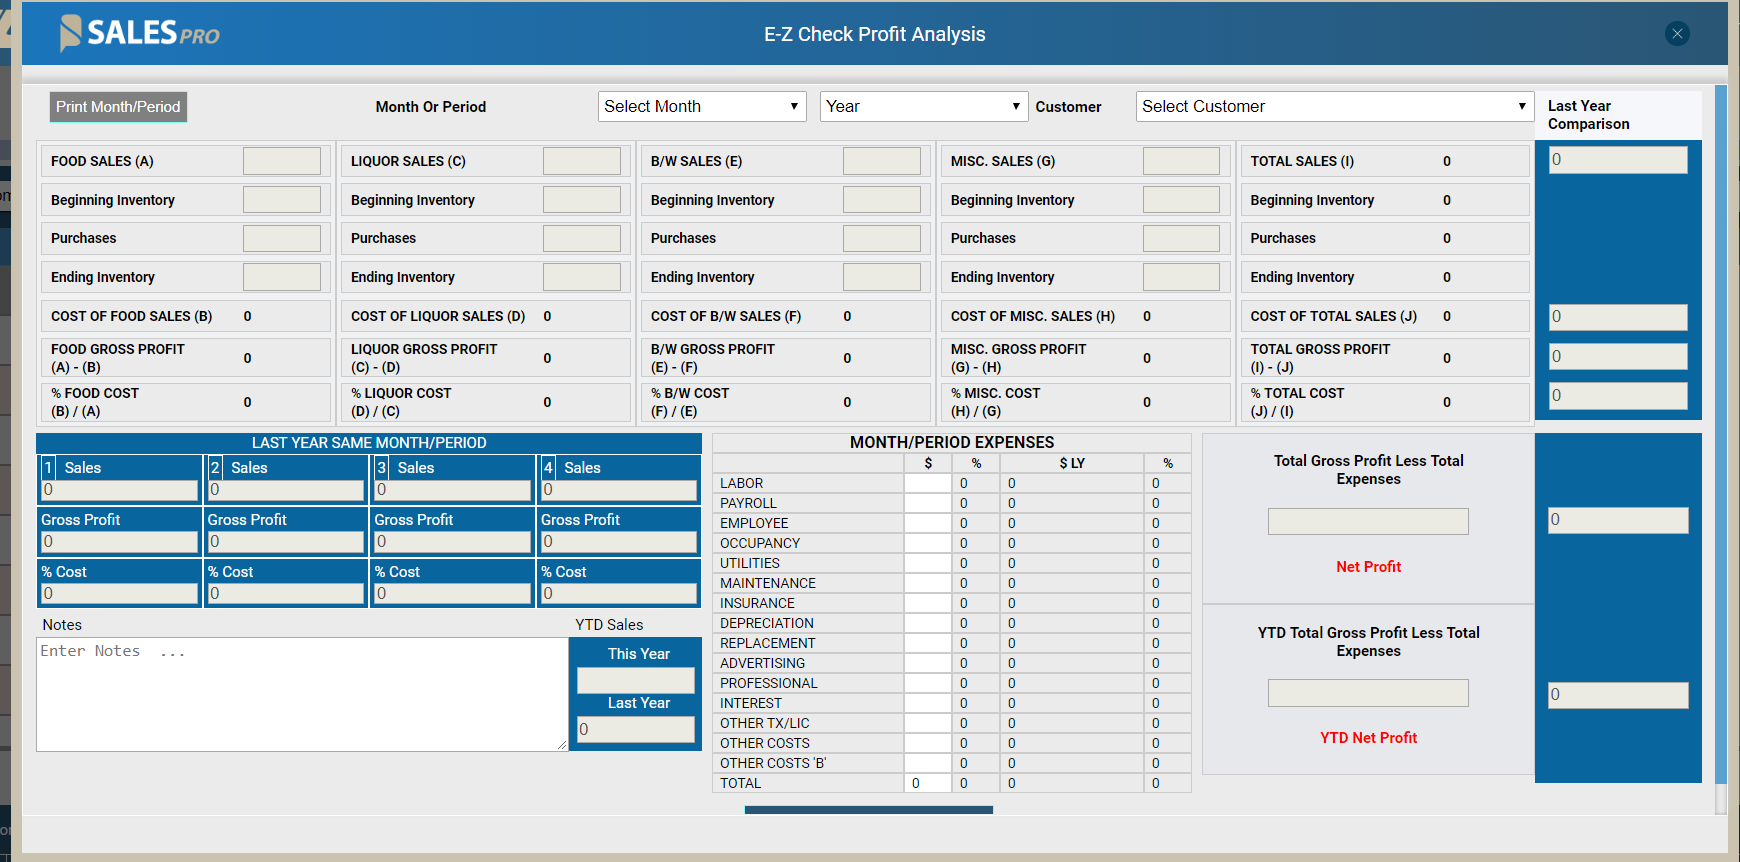 SALES PRO
E-Z Check Profit Analysis
Print Month/Period
Month Or Period
Select Month
Year
Customer
Select Customer
Last Year
Comparison
FOOD SALES (A)
LIQUOR SALES (C)
B/W SALES (E)
MISC. SALES (G)
TOTAL SALES (I) 0
0
Beginning Inventory
Beginning Inventory
Beginning Inventory
Beginning Inventory
Beginning Inventory 0
Purchases
Purchases
Purchases
Purchases
Purchases 0
Ending Inventory
Ending Inventory
Ending Inventory
Ending Inventory
Ending Inventory 0
COST OF FOOD SALES (B) 0
COST OF LIQUOR SALES (D) 0
COST OF B/W SALES (F) 0
COST OF MISC. SALES (H) 0
COST OF TOTAL SALES (J) 0
0
FOOD GROSS PROFIT
(A) - (B) 0
LIQUOR GROSS PROFIT
(C) - (D) 0
B/W GROSS PROFIT
(E) - (F) 0
MISC. GROSS PROFIT
(G) - (H) 0
TOTAL GROSS PROFIT
(I) - (J) 0
0
% FOOD COST
(B) / (A) 0
% LIQUOR COST
(D) / (C) 0
% B/W COST
(F) / (E) 0
% MISC. COST
(H) / (G) 0
% TOTAL COST
(J) / (I) 0
0
LAST YEAR SAME MONTH/PERIOD
1 Sales 2 Sales 3 Sales 4 Sales
0 0 0 0
Gross Profit Gross Profit Gross Profit Gross Profit
0 0 0 0
% Cost % Cost % Cost % Cost
0 0 0 0
Notes
Enter Notes ...
YTD Sales
This Year
Last Year
0
MONTH/PERIOD EXPENSES
$ % $ LY %
LABOR 0 0 0
PAYROLL 0 0 0
EMPLOYEE 0 0 0
OCCUPANCY 0 0 0
UTILITIES 0 0 0
MAINTENANCE 0 0 0
INSURANCE 0 0 0
DEPRECIATION 0 0 0
REPLACEMENT 0 0 0
ADVERTISING 0 0 0
PROFESSIONAL 0 0 0
INTEREST 0 0 0
OTHER TX/LIC 0 0 0
OTHER COSTS 0 0 0
OTHER COSTS 'B' 0 0 0
TOTAL 0 0 0 0
Total Gross Profit Less Total
Expenses
0
Net Profit
YTD Total Gross Profit Less Total
Expenses
0
YTD Net Profit